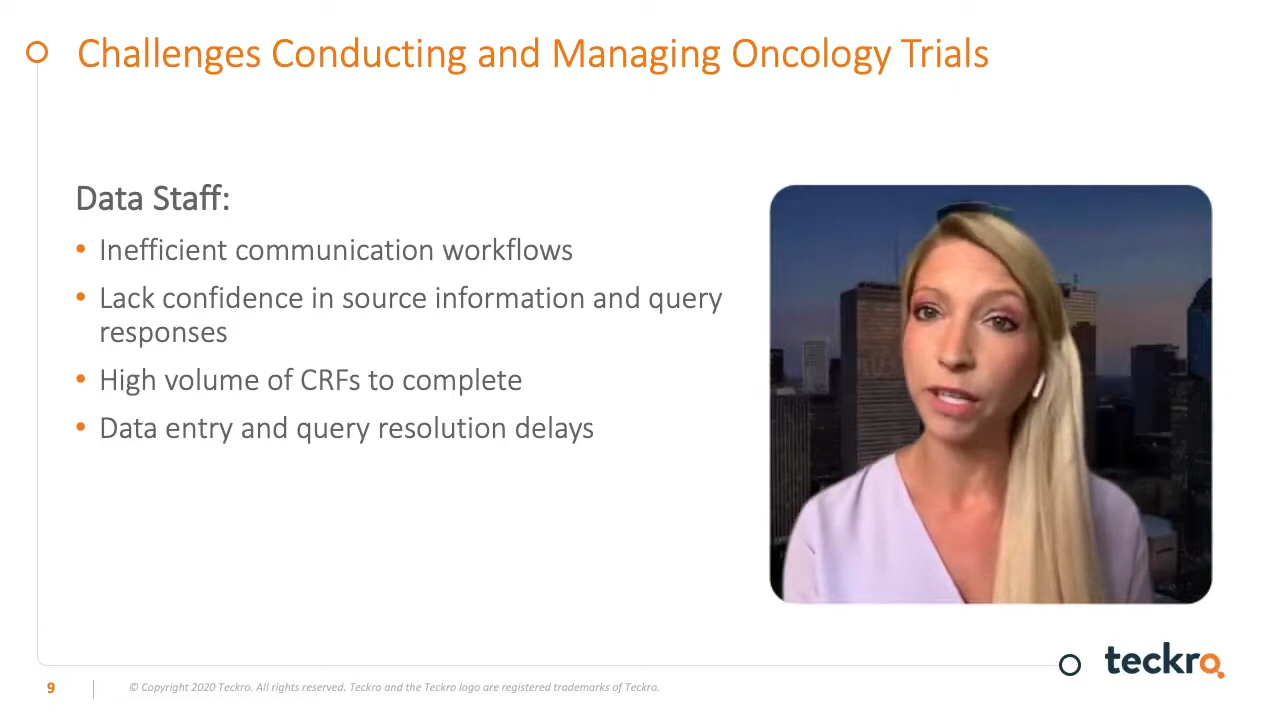 Challenges Conducting and Managing Oncology Trials
Data Staff:
• Inefficient communication workflows
• Lack confidence in source information and query
responses
• High volume of CRFs to complete
• Data entry and query resolution delays
teckro
9
© Copyright 2020 Teckro. All rights reserved. Teckro and the Teckro logo are registered trademarks of Teckro.